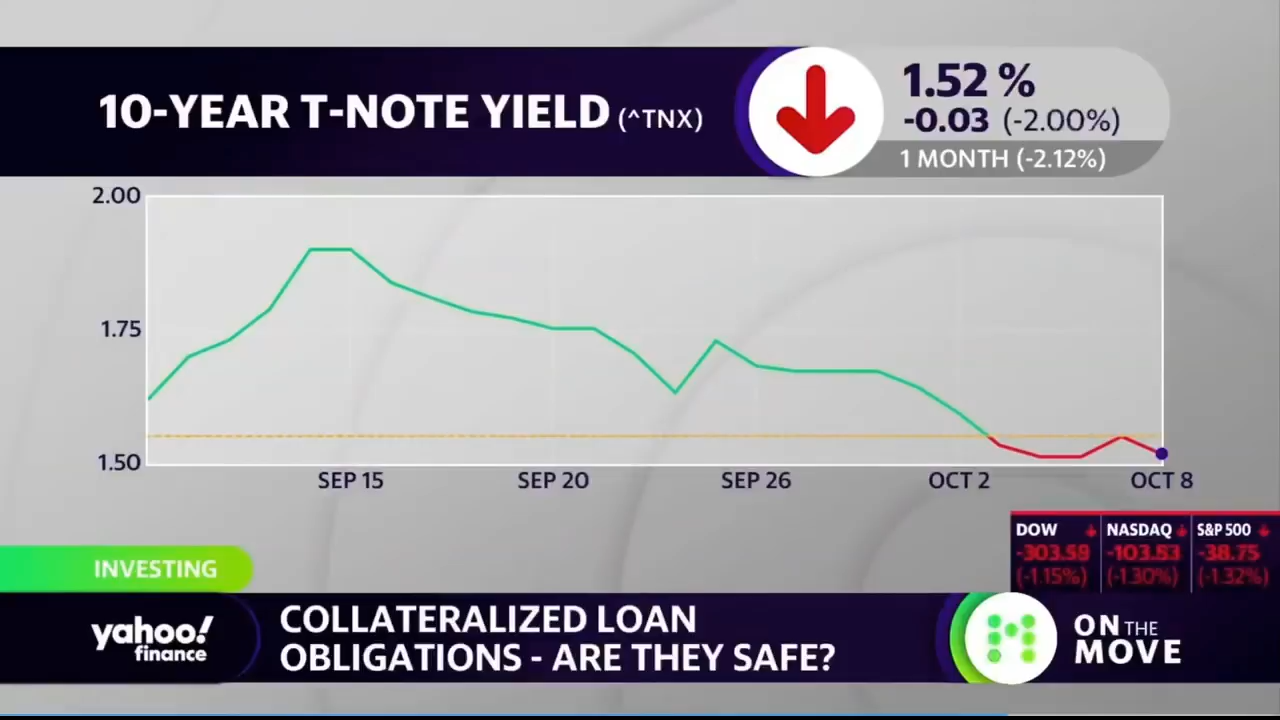 10-YEAR T-NOTE YIELD (^TNX)
1.52 %
-0.03 (-2.00%)
1 MONTH (-2.12%)
2.00
1.75
1.50
SEP 15 SEP 20 SEP 26 OCT 2 OCT 8
DOW NASDAQ S&P 500
-303.59 -103.83 -38.75
(-1.15%) (-1.30%) (-1.32%)
INVESTING
yahoo!
finance
COLLATERALIZED LOAN
OBLIGATIONS - ARE THEY SAFE?
ON THE
MOVE